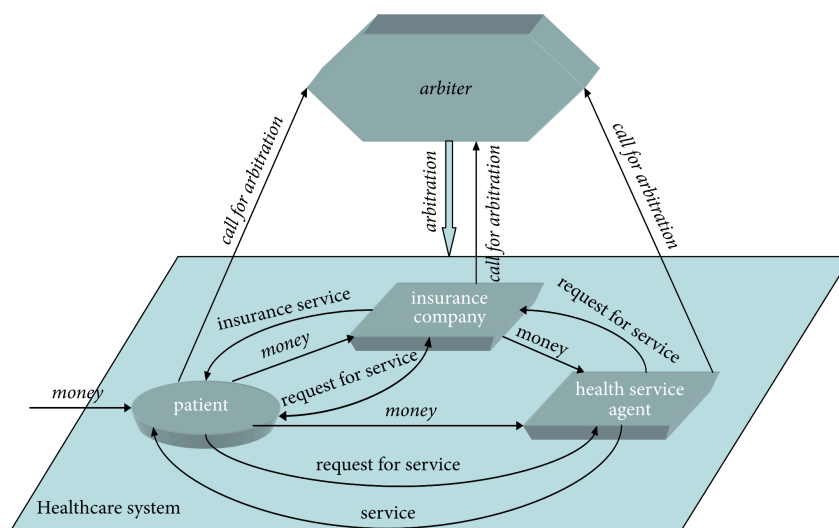 arbiter
call for arbitration
arbitration
call for arbitration
call for arbitration
insurance service
insurance
company
request for service
money
money
request for service
money
patient
money
health service
agent
request for service
Healthcare system
service